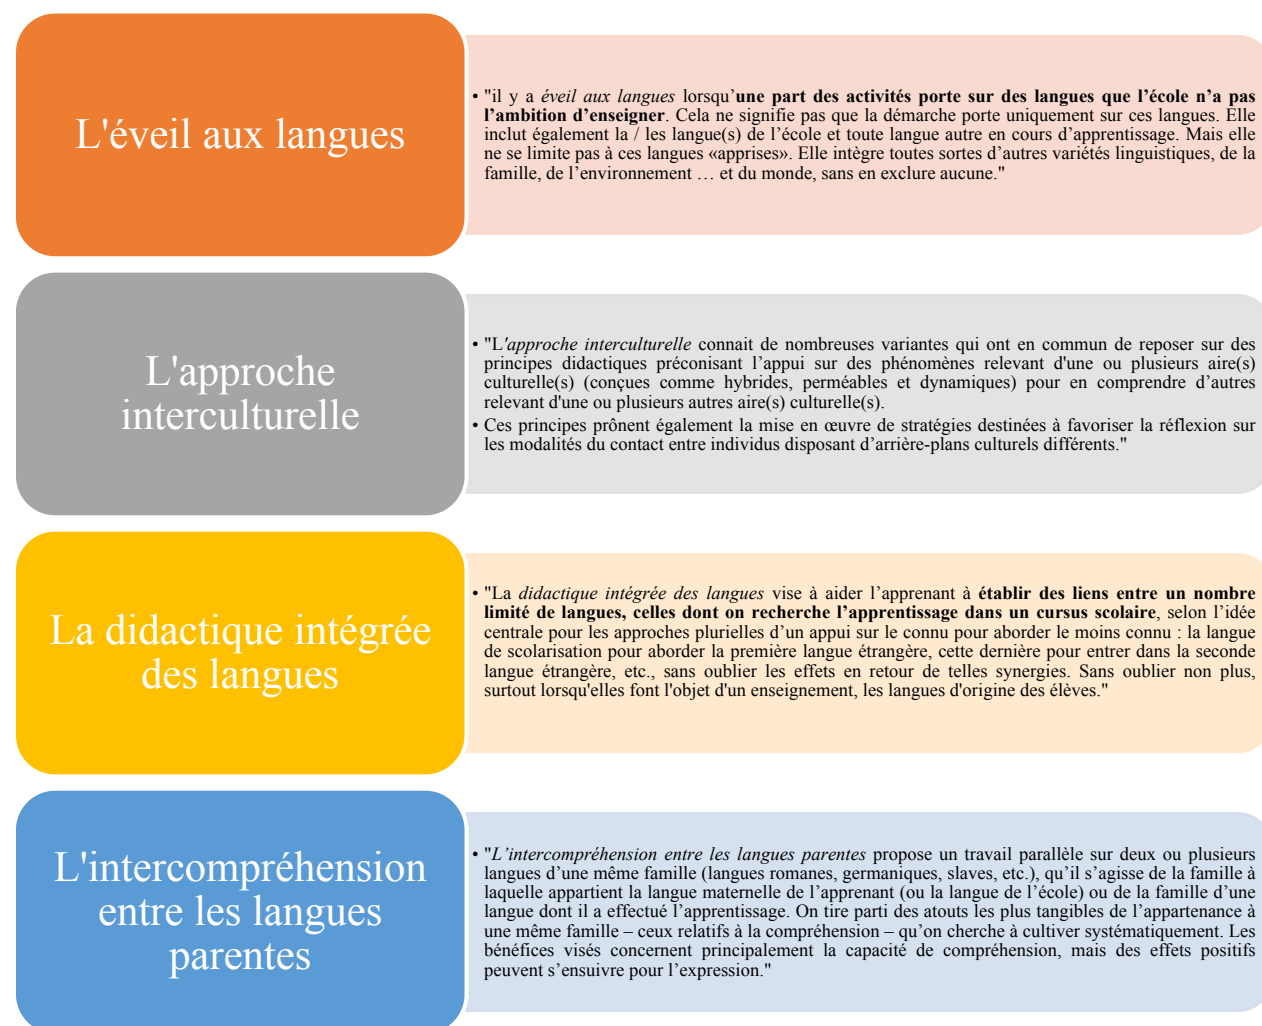 L'éveil aux langues
• "il y a éveil aux langues lorsqu'une part des activités porte sur des langues que l'école n'a pas
l'ambition d'enseigner. Cela ne signifie pas que la démarche porte uniquement sur ces langues. Elle
inclut également la / les langue(s) de l'école et toute langue autre en cours d'apprentissage. Mais elle
ne se limite pas à ces langues «apprises». Elle intègre toutes sortes d'autres variétés linguistiques, de la
famille, de l'environnement … et du monde, sans en exclure aucune."
L'approche
interculturelle
• "L'approche interculturelle connait de nombreuses variantes qui ont en commun de reposer sur des
principes didactiques préconisant l'appui sur des phénomènes relevant d'une ou plusieurs aire(s)
culturelle(s) (conçues comme hybrides, perméables et dynamiques) pour en comprendre d'autres
relevant d'une ou plusieurs autres aire(s) culturelle(s).
• Ces principes prônent également la mise en œuvre de stratégies destinées à favoriser la réflexion sur
les modalités du contact entre individus disposant d'arrière-plans culturels différents."
La didactique intégrée
des langues
• "La didactique intégrée des langues vise à aider l'apprenant à établir des liens entre un nombre
limité de langues, celles dont on recherche l'apprentissage dans un cursus scolaire, selon l'idée
centrale pour les approches plurielles d'un appui sur le connu pour aborder le moins connu : la langue
de scolarisation pour aborder la première langue étrangère, cette dernière pour entrer dans la seconde
langue étrangère, etc., sans oublier les effets en retour de telles synergies. Sans oublier non plus,
surtout lorsqu'elles font l'objet d'un enseignement, les langues d'origine des élèves."
L'intercompréhension
entre les langues
parentes
• "L'intercompréhension entre les langues parentes propose un travail parallèle sur deux ou plusieurs
langues d'une même famille (langues romanes, germaniques, slaves, etc.), qu'il s'agisse de la famille à
laquelle appartient la langue maternelle de l'apprenant (ou la langue de l'école) ou de la famille d'une
langue dont il a effectué l'apprentissage. On tire parti des atouts les plus tangibles de l'appartenance à
une même famille – ceux relatifs à la compréhension – qu'on cherche à cultiver systématiquement. Les
bénéfices visés concernent principalement la capacité de compréhension, mais des effets positifs
peuvent s'ensuivre pour l'expression."